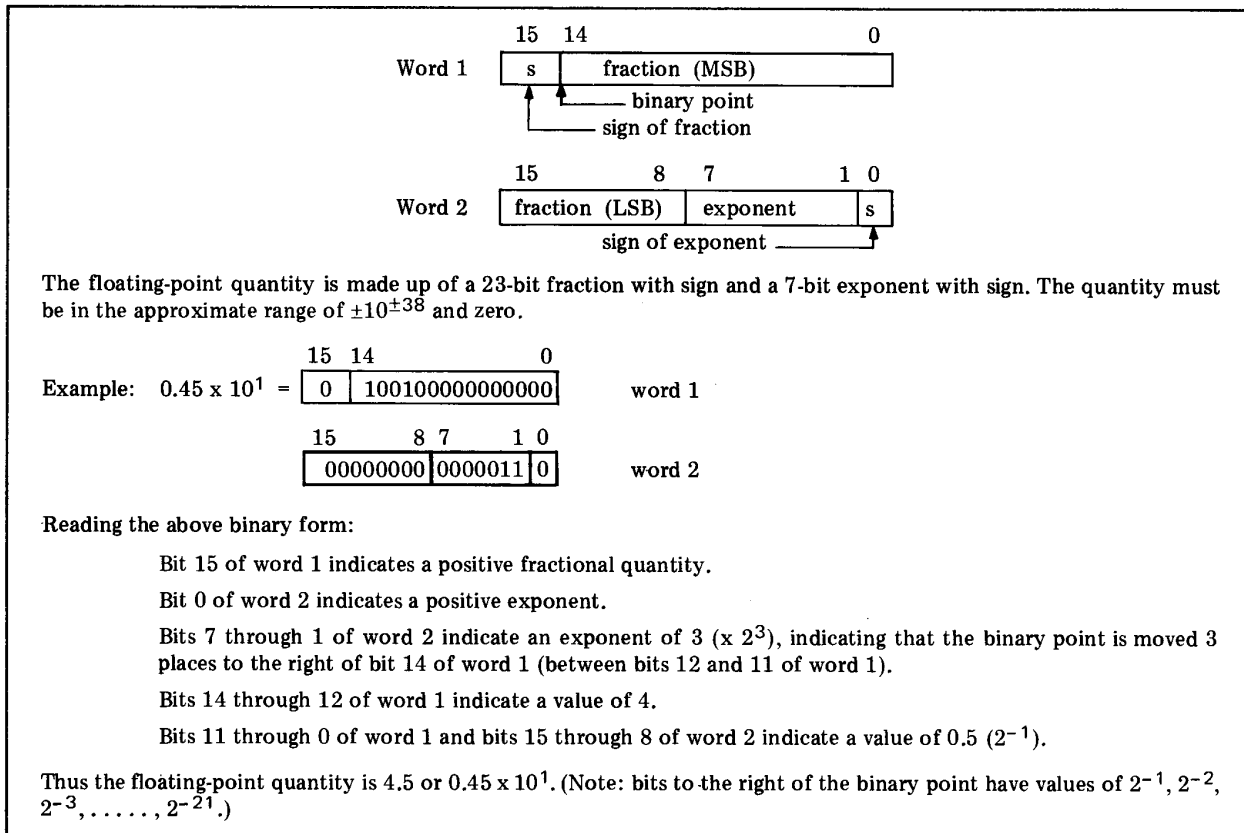 15 14 0
Word 1 s fraction (MSB)
binary point
sign of fraction
15 8 7 1 0
Word 2 fraction (LSB) exponent s
sign of exponent
The floating-point quantity is made up of a 23-bit fraction with sign and a 7-bit exponent with sign. The quantity must
be in the approximate range of ±10±38 and zero.
15 14 0
Example: 0.45 x 10¹ = 0 100100000000000 word 1
15 8 7 1 0
00000000 0000011 0 word 2
Reading the above binary form:
Bit 15 of word 1 indicates a positive fractional quantity.
Bit 0 of word 2 indicates a positive exponent.
Bits 7 through 1 of word 2 indicate an exponent of 3 (x 2³), indicating that the binary point is moved 3
places to the right of bit 14 of word 1 (between bits 12 and 11 of word 1).
Bits 14 through 12 of word 1 indicate a value of 4.
Bits 11 through 0 of word 1 and bits 15 through 8 of word 2 indicate a value of 0.5 (2⁻¹).
Thus the floating-point quantity is 4.5 or 0.45 x 10¹. (Note: bits to the right of the binary point have values of 2⁻¹, 2⁻²,
2⁻³, . . . . . , 2⁻²¹.)